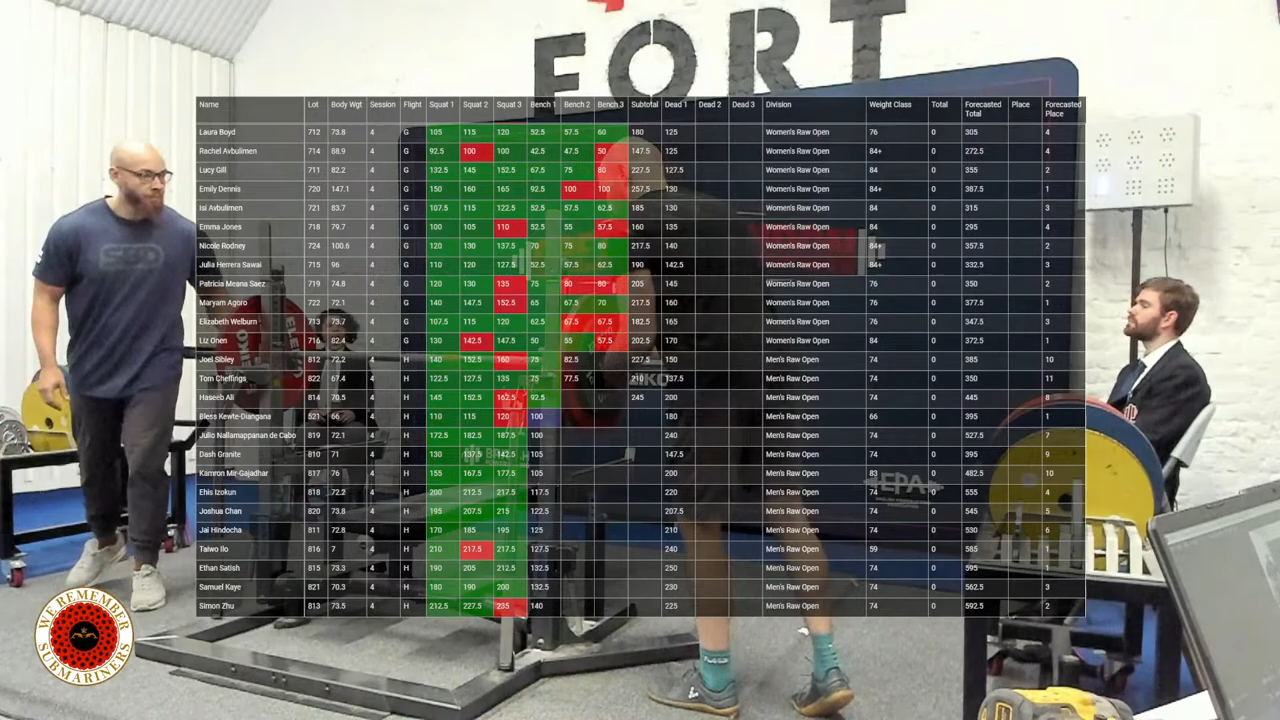 FORT
Name Lot Body Wgt Session Flight Squat 1 Squat 2 Squat 3 Bench 1 Bench 2 Bench 3 Subtotal Dead 1 Dead 2 Dead 3 Division Weight Class Total Forecasted Total Place Forecasted Place
Laura Boyd 712 73.8 4 G 105 115 120 52.5 57.5 60 180 125 Women's Raw Open 76 0 305 4
Rachel Avbulimen 714 88.9 4 G 92.5 100 100 42.5 47.5 50 147.5 125 Women's Raw Open 84+ 0 272.5 4
Lucy Gill 711 82.2 4 G 132.5 145 152.5 67.5 75 80 227.5 127.5 Women's Raw Open 84 0 355 2
Emily Dennis 720 147.1 4 G 150 160 165 92.5 100 100 257.5 130 Women's Raw Open 84+ 0 387.5 1
Isi Avbulimen 721 83.7 4 G 107.5 115 122.5 52.5 57.5 62.5 185 130 Women's Raw Open 84 0 315 3
Emma Jones 718 79.7 4 G 100 105 110 52.5 55 57.5 160 135 Women's Raw Open 84 0 295 4
Nicole Rodney 724 100.6 4 G 120 130 137.5 70 75 80 217.5 140 Women's Raw Open 84+ 0 357.5 2
Julia Herrera Sawai 715 96 4 G 110 120 127.5 52.5 57.5 62.5 190 142.5 Women's Raw Open 84+ 0 332.5 3
Patricia Meana Saez 719 74.8 4 G 120 130 135 75 80 80 205 145 Women's Raw Open 76 0 350 2
Maryam Agoro 722 72.1 4 G 140 147.5 152.5 65 67.5 70 217.5 160 Women's Raw Open 76 0 377.5 1
Elizabeth Welburn 713 73.7 4 G 107.5 115 120 62.5 67.5 67.5 182.5 165 Women's Raw Open 76 0 347.5 3
Liz Onen 716 82.4 4 G 130 142.5 147.5 50 55 57.5 202.5 170 Women's Raw Open 84 0 372.5 1
Joel Sibley 812 72.2 4 H 140 152.5 160 75 82.5 227.5 150 Men's Raw Open 74 0 385 10
Tom Cheffings 822 67.4 4 H 122.5 127.5 135 75 77.5 210 137.5 Men's Raw Open 74 0 350 11
Haseeb Ali 814 70.5 4 H 145 152.5 162.5 92.5 245 200 Men's Raw Open 74 0 445 8
Bless Kewte-Diangana 521 66 4 H 110 115 120 100 180 Men's Raw Open 66 0 395 1
Julio Nallamappanan de Cabo 819 72.1 4 H 172.5 182.5 187.5 100 240 Men's Raw Open 74 0 527.5 7
Dash Granite 810 71 4 H 130 137.5 142.5 105 147.5 Men's Raw Open 74 0 395 9
Kamron Mir-Gajadhar 817 76 4 H 155 167.5 177.5 105 200 Men's Raw Open 83 0 482.5 10
Ehis Izokun 818 72.2 4 H 200 212.5 217.5 117.5 220 Men's Raw Open 74 0 555 4
Joshua Chan 820 73.8 4 H 195 207.5 215 122.5 207.5 Men's Raw Open 74 0 545 5
Jai Hindocha 811 72.8 4 H 170 185 195 125 210 Men's Raw Open 74 0 530 6
Taiwo Ilo 816 7 4 H 210 217.5 217.5 127.5 240 Men's Raw Open 59 0 585 1
Ethan Satish 815 73.3 4 H 190 205 212.5 132.5 250 Men's Raw Open 74 0 595 1
Samuel Kaye 821 70.3 4 H 180 190 200 132.5 230 Men's Raw Open 74 0 562.5 3
Simon Zhu 813 73.5 4 H 212.5 227.5 235 140 225 Men's Raw Open 74 0 592.5 2
SBD
ZIKO
EPA
WE REMEMBER
SUBMARINERS